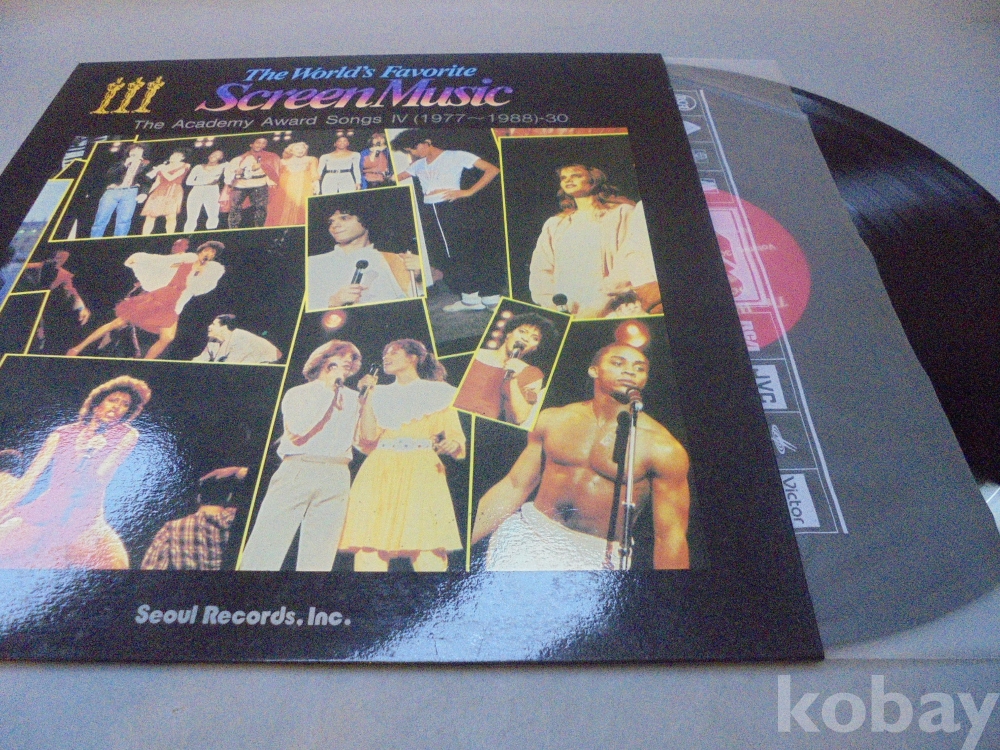 The World's Favorite
Screen Music
The Academy Award Songs IV (1977~1988)-30
Seoul Records, Inc.
RCA
JVC
Victor
kobay